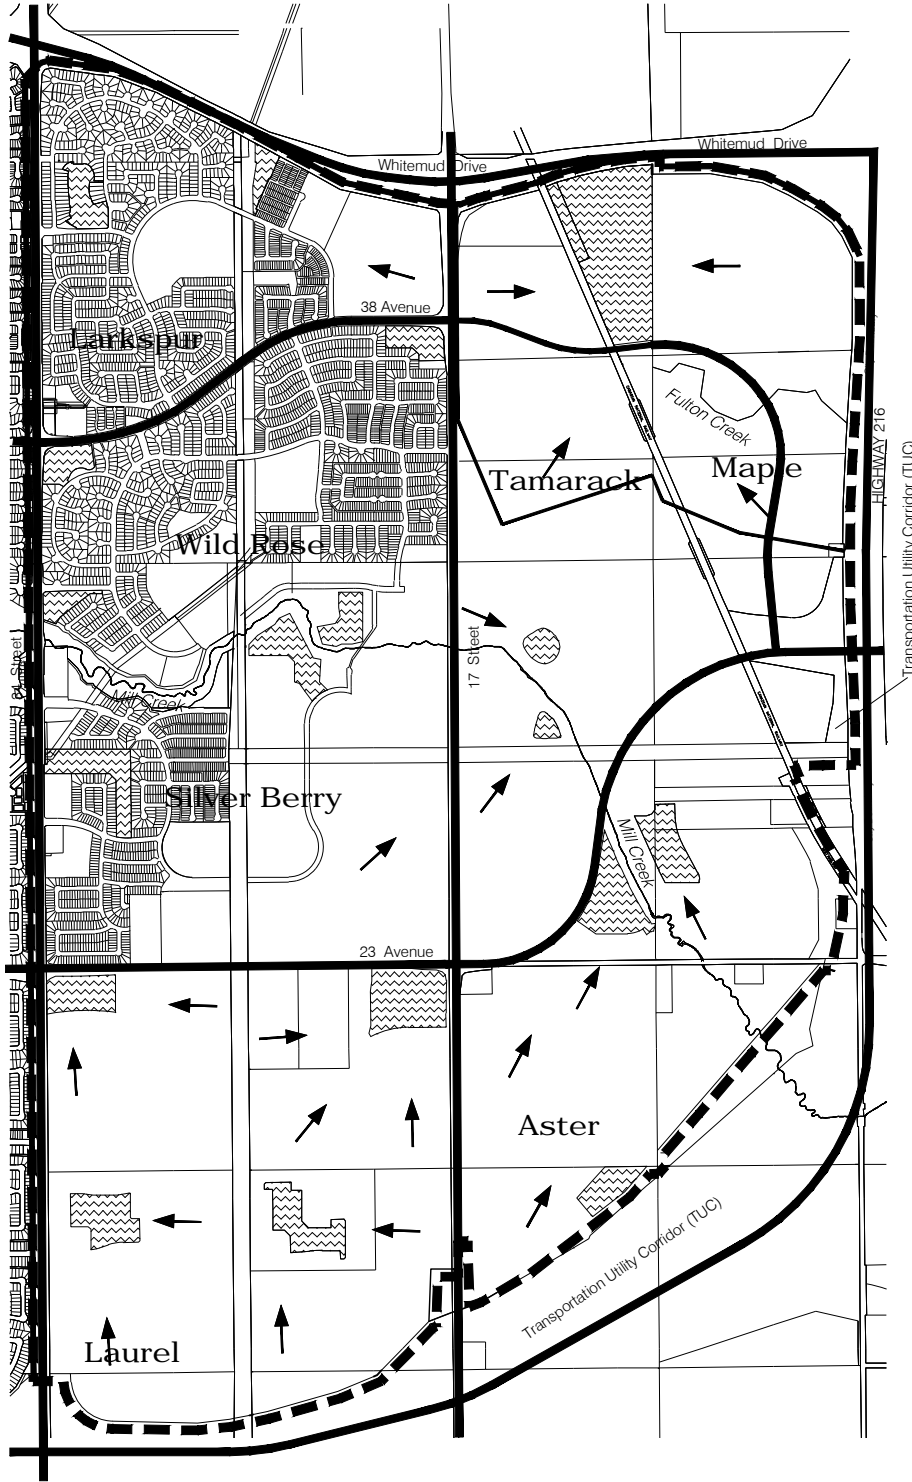 Whitemud Drive
Whitemud Drive
38 Avenue
Larkspur
Fulton Creek
HIGHWAY 216
Maple
Tamarack
Transportation Utility Corridor (TUC)
Wild Rose
17 Street
Street
Mill Creek
Silver Berry
Mill Creek
23 Avenue
Aster
Transportation Utility Corridor (TUC)
Laurel